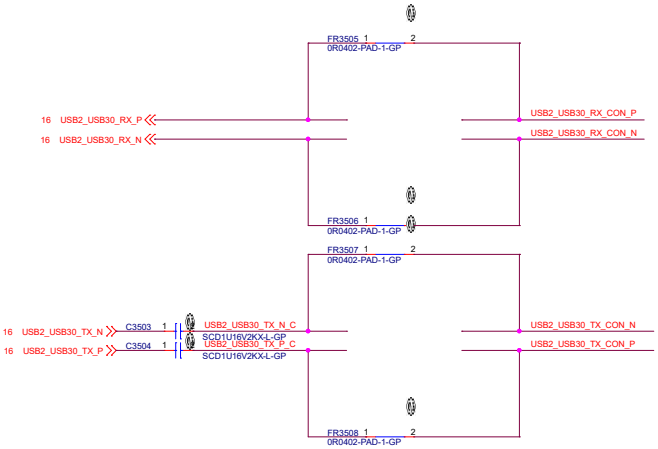 FR3505 1 2
0R0402-PAD-1-GP
16 USB2_USB30_RX_P
USB2_USB30_RX_CON_P
16 USB2_USB30_RX_N
USB2_USB30_RX_CON_N
FR3506 1 2
0R0402-PAD-1-GP
FR3507 1 2
0R0402-PAD-1-GP
16 USB2_USB30_TX_N
C3503 1
USB2_USB30_TX_N_C
USB2_USB30_TX_CON_N
SCD1U16V2KX-L-GP
16 USB2_USB30_TX_P
C3504 1
USB2_USB30_TX_P_C
USB2_USB30_TX_CON_P
SCD1U16V2KX-L-GP
FR3508 1 2
0R0402-PAD-1-GP